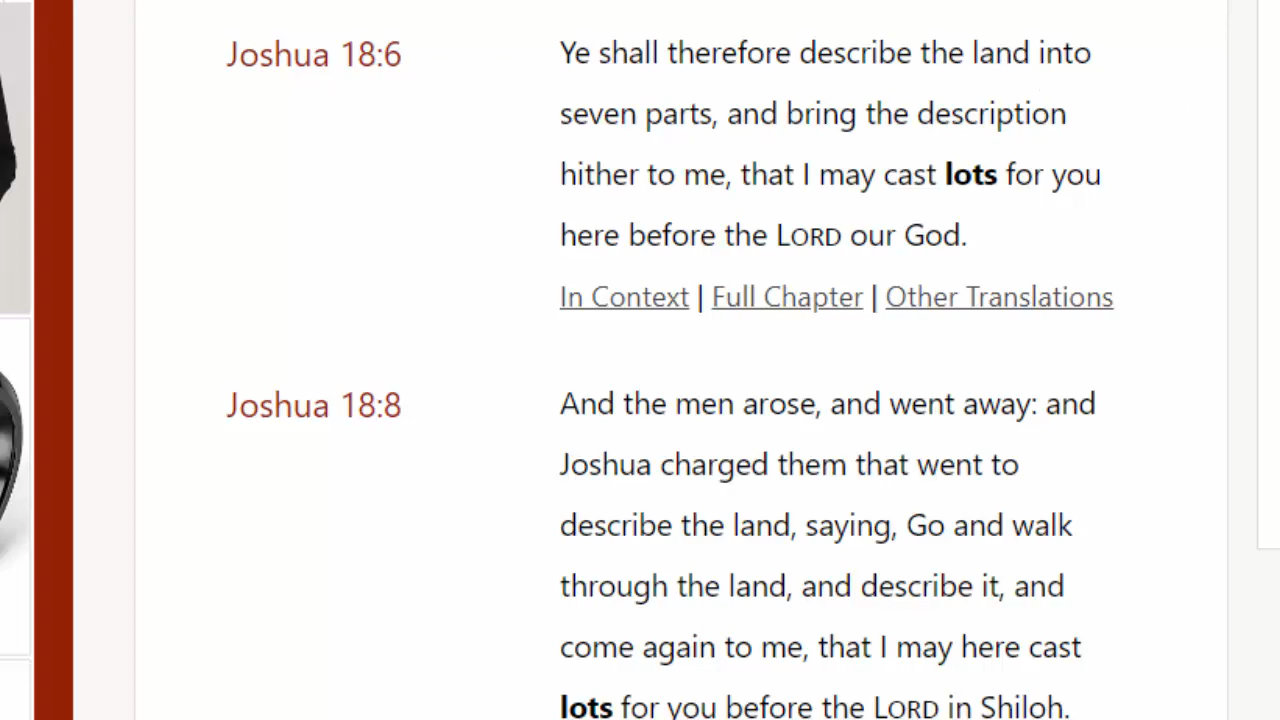 Joshua 18:6
Ye shall therefore describe the land into
seven parts, and bring the description
hither to me, that I may cast lots for you
here before the LORD our God.
In Context | Full Chapter | Other Translations
Joshua 18:8
And the men arose, and went away: and
Joshua charged them that went to
describe the land, saying, Go and walk
through the land, and describe it, and
come again to me, that I may here cast
lots for you before the LORD in Shiloh.